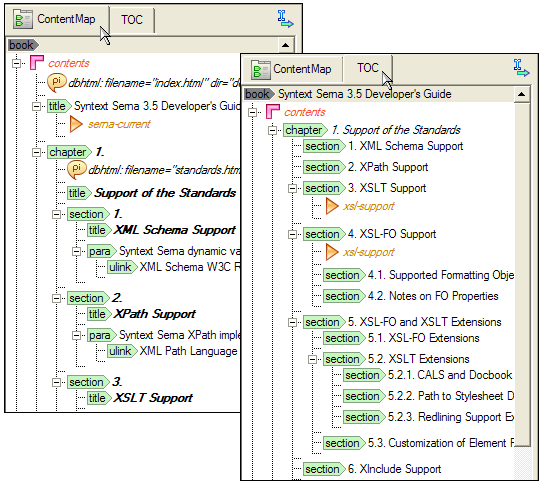 ContentMap TOC
book
contents
pi dbhtml: filename="index.html" dir="do
title Syntext Sema 3.5 Developer's Guid
sema-current
chapter 1.
pi dbhtml: filename="standards.htm
title Support of the Standards
section 1.
title XML Schema Support
para Syntext Sema dynamic va
ulink XML Schema W3C R
section 2.
title XPath Support
para Syntext Sema XPath imple
ulink XML Path Language
section 3.
title XSLT Support
ContentMap TOC
book Syntext Sema 3.5 Developer's Guide
contents
chapter 1. Support of the Standards
section 1. XML Schema Support
section 2. XPath Support
section 3. XSLT Support
xsl-support
section 4. XSL-FO Support
xsl-support
section 4.1. Supported Formatting Obje
section 4.2. Notes on FO Properties
section 5. XSL-FO and XSLT Extensions
section 5.1. XSL-FO Extensions
section 5.2. XSLT Extensions
section 5.2.1. CALS and Docbook
section 5.2.2. Path to Stylesheet D
section 5.2.3. Redlining Support Ex
section 5.3. Customization of Element F
section 6. XInclude Support